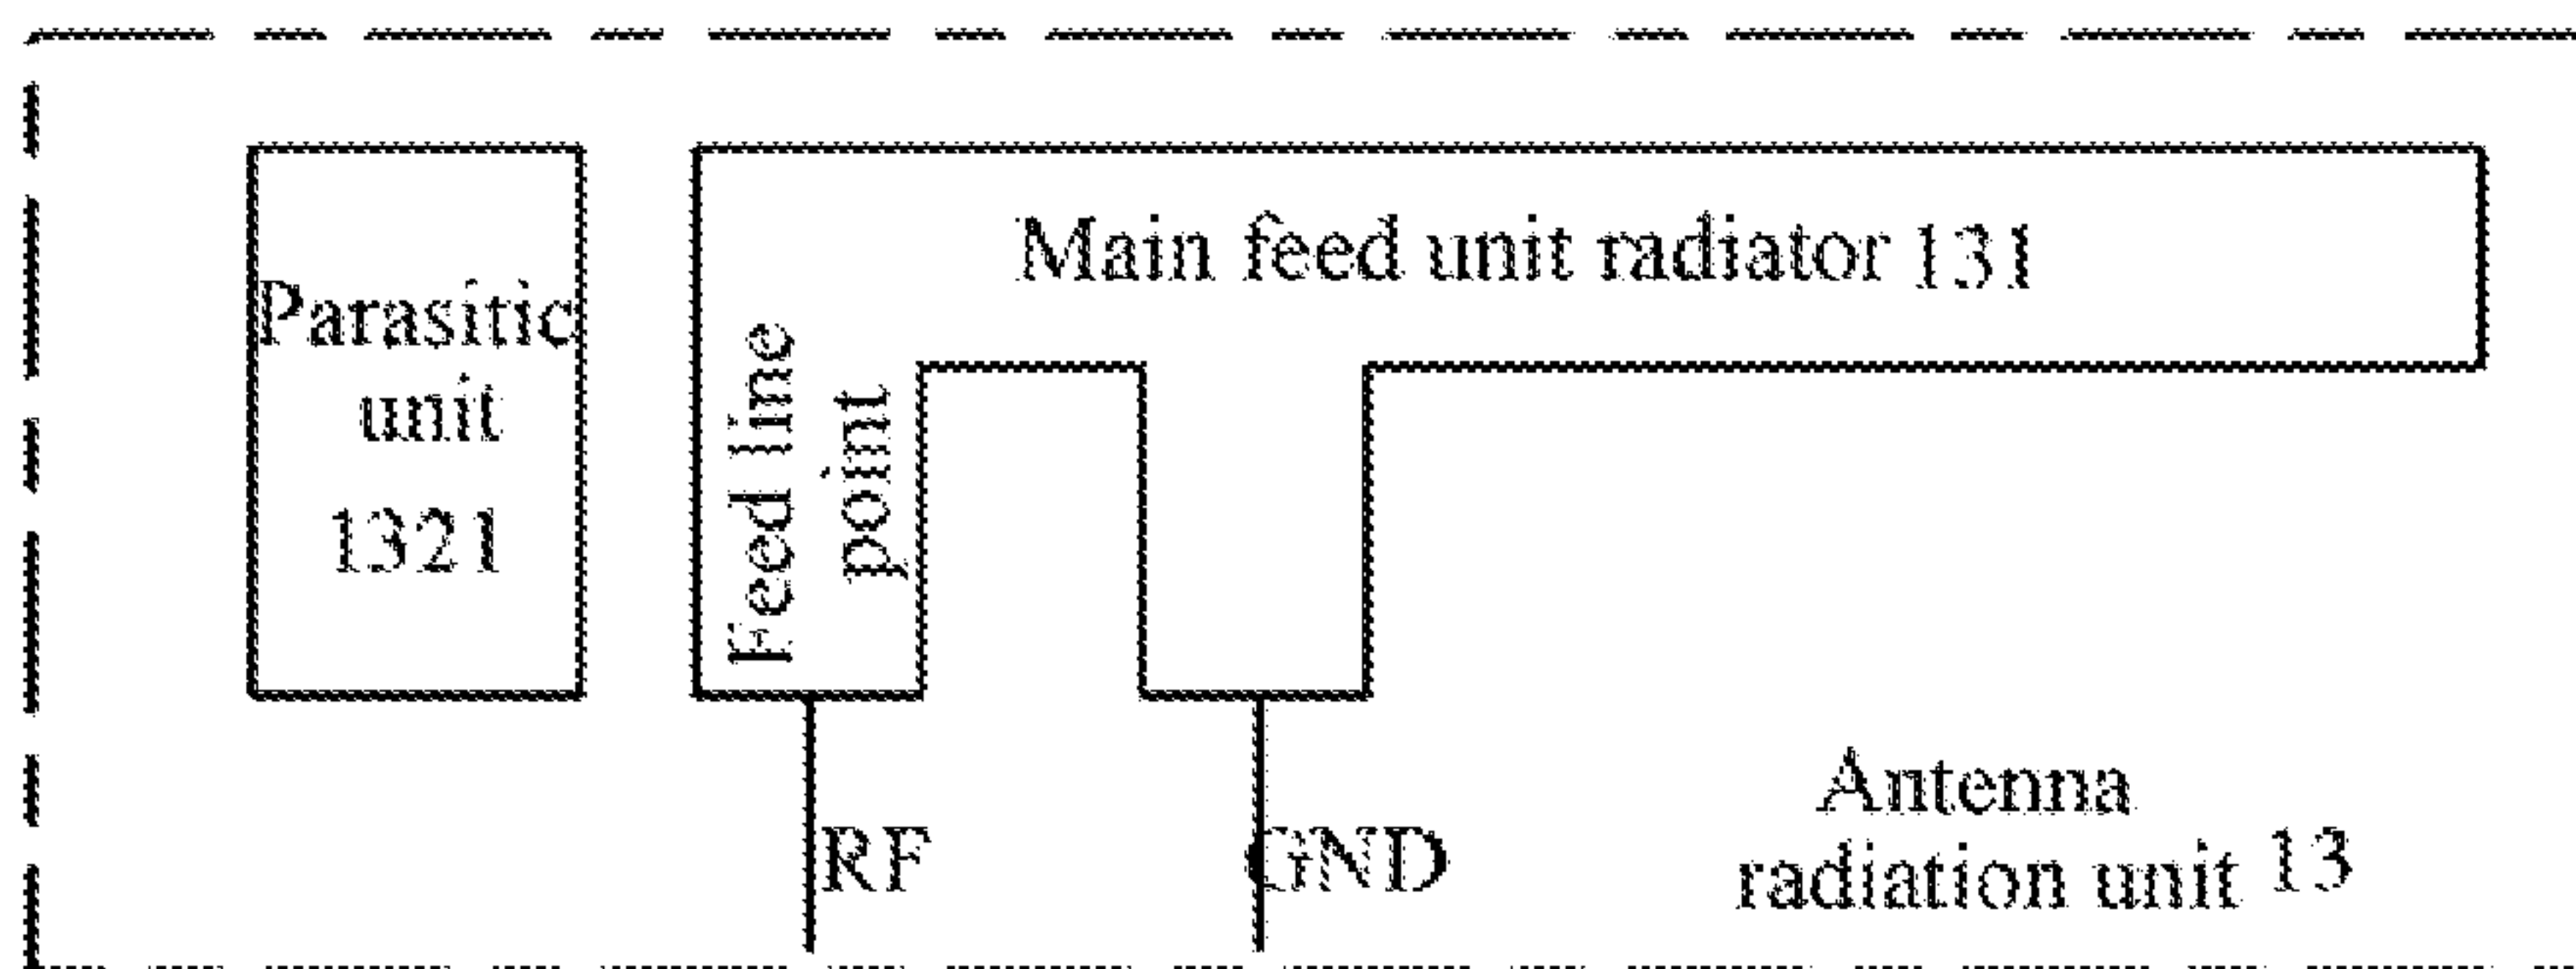 Main feed unit radiator 131
Parasitic
unit
1321
Feed line
point
RF
GND
Antenna
radiation unit 13